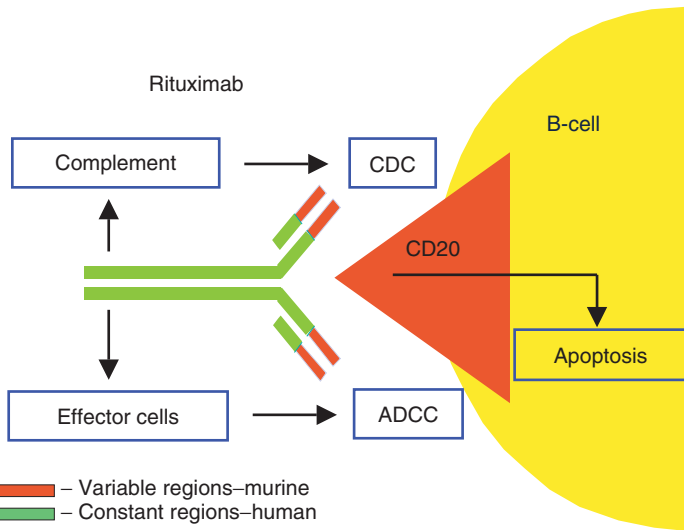 Rituximab
B-cell
Complement
CDC
CD20
Apoptosis
Effector cells
ADCC
– Variable regions–murine
– Constant regions–human